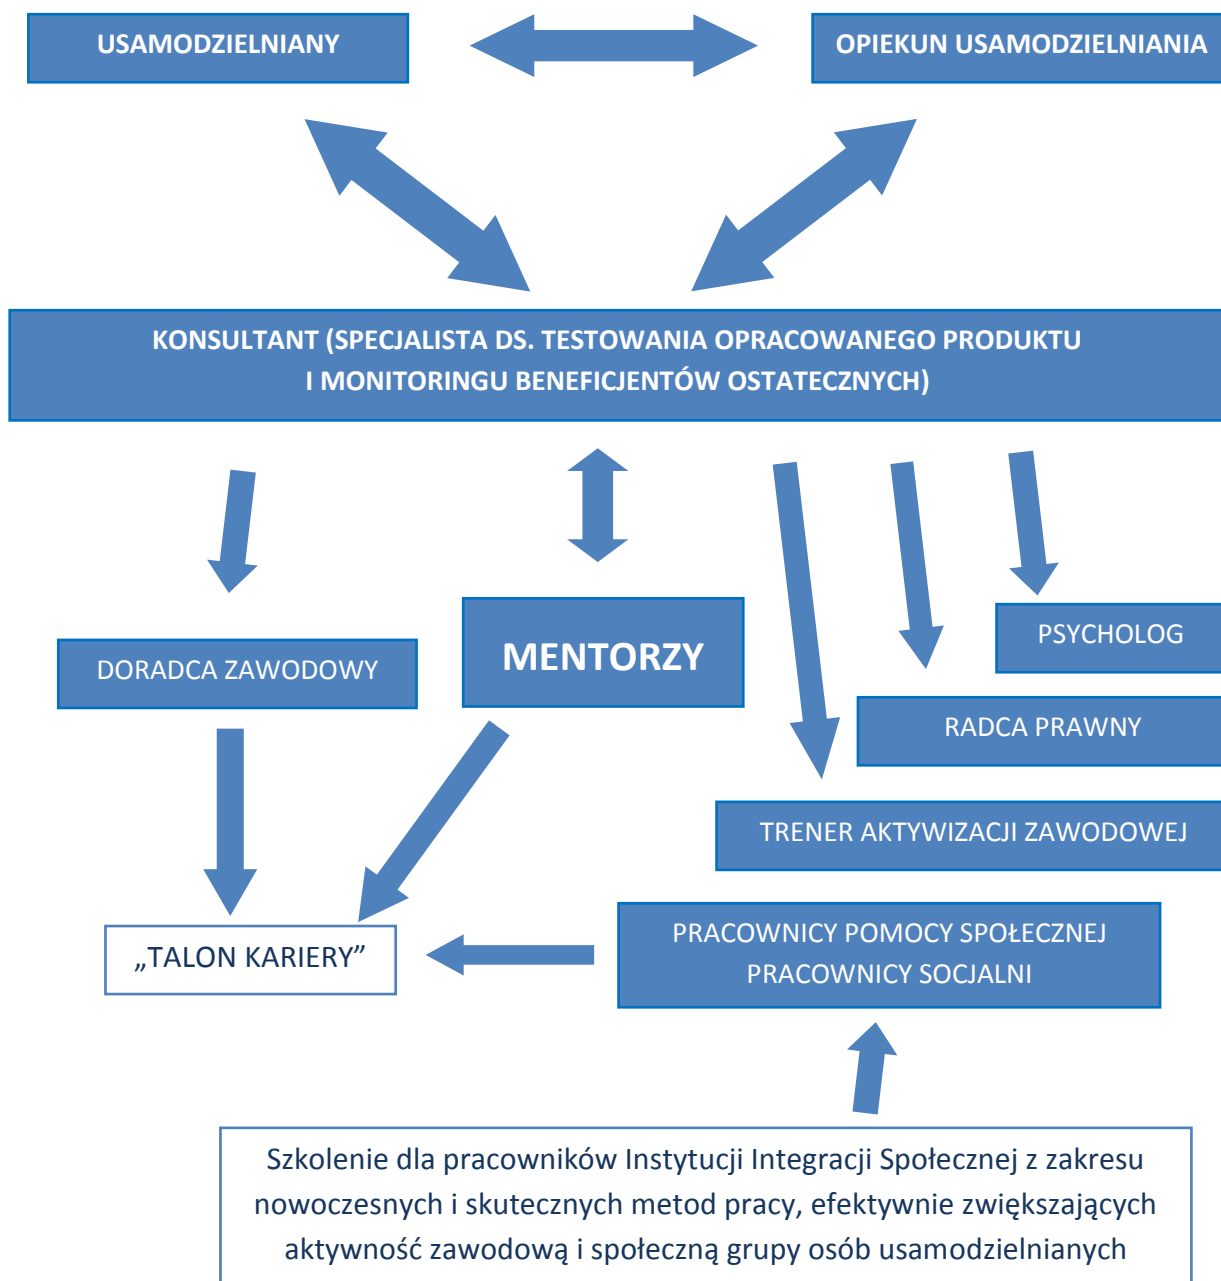 USAMODZIELNIANY
OPIEKUN USAMODZIELNIANIA
KONSULTANT (SPECJALISTA DS. TESTOWANIA OPRACOWANEGO PRODUKTU
I MONITORINGU BENEFICJENTÓW OSTATECZNYCH)
DORADCA ZAWODOWY
MENTORZY
PSYCHOLOG
RADCA PRAWNY
TRENER AKTYWIZACJI ZAWODOWEJ
„TALON KARIERY”
PRACOWNICY POMOCY SPOŁECZNEJ
PRACOWNICY SOCJALNI
Szkolenie dla pracowników Instytucji Integracji Społecznej z zakresu
nowoczesnych i skutecznych metod pracy, efektywnie zwiększających
aktywność zawodową i społeczną grupy osób usamodzielnianych